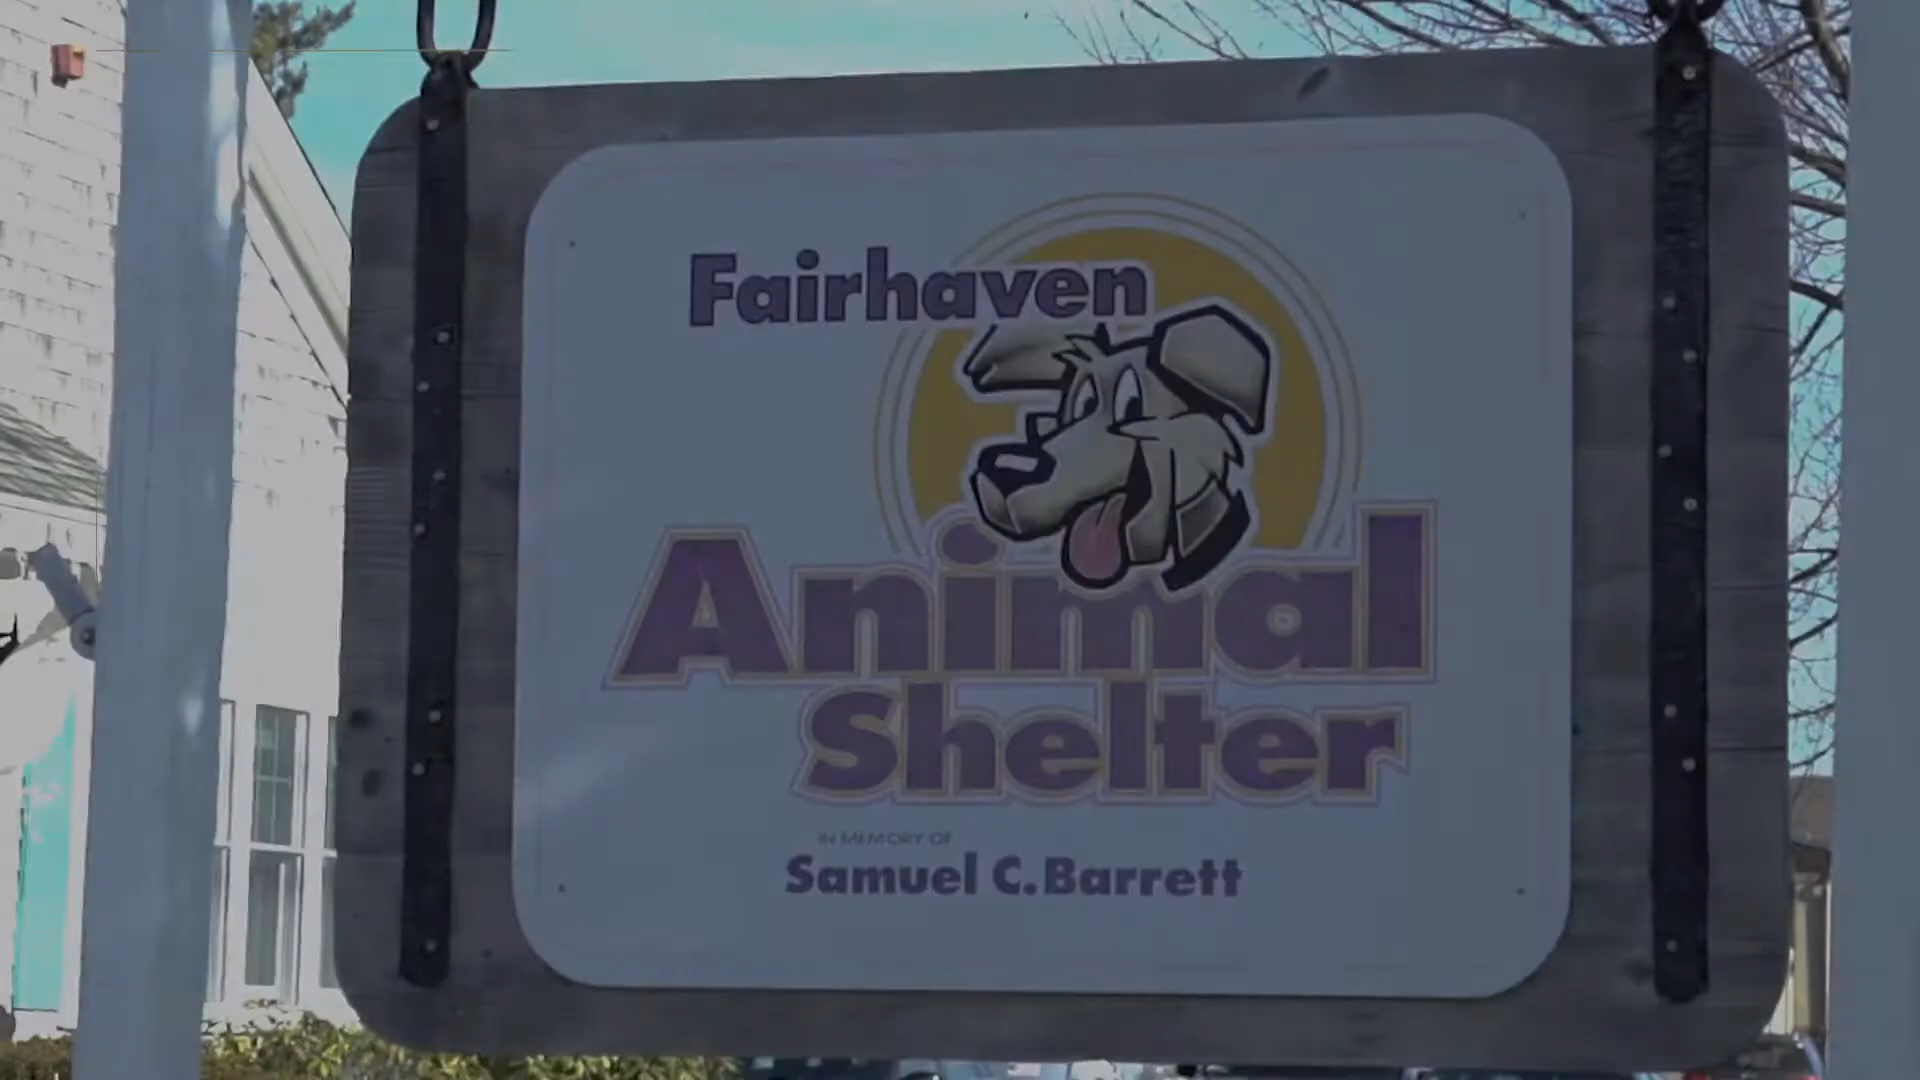 Fairhaven
Animal
Shelter
IN MEMORY OF
Samuel C. Barrett